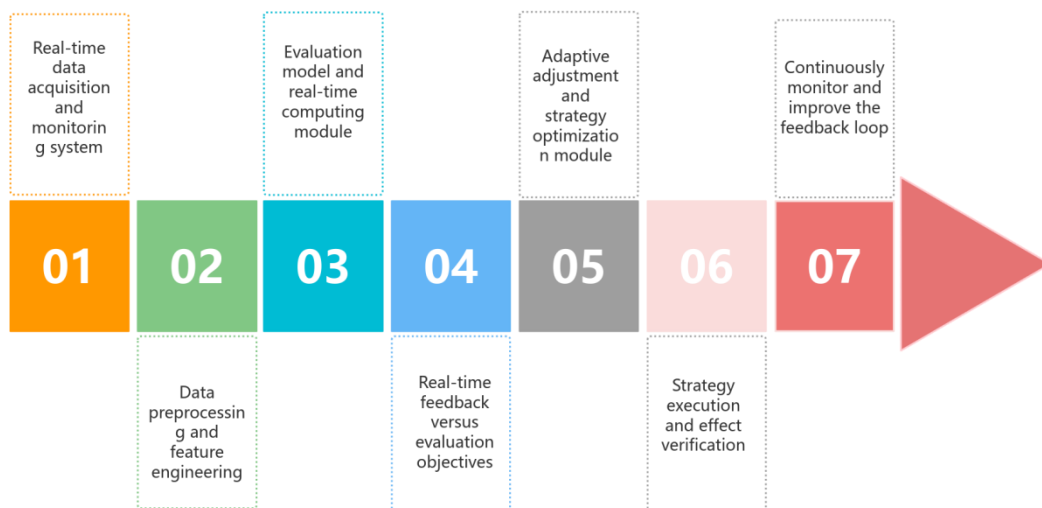 Real-time
data
acquisition
and
monitorin
g system
Evaluation
model and
real-time
computing
module
Adaptive
adjustment
and
strategy
optimizatio
n module
Continuously
monitor and
improve the
feedback loop
01
02
03
04
05
06
07
Data
preprocessin
g and
feature
engineering
Real-time
feedback
versus
evaluation
objectives
Strategy
execution
and effect
verification